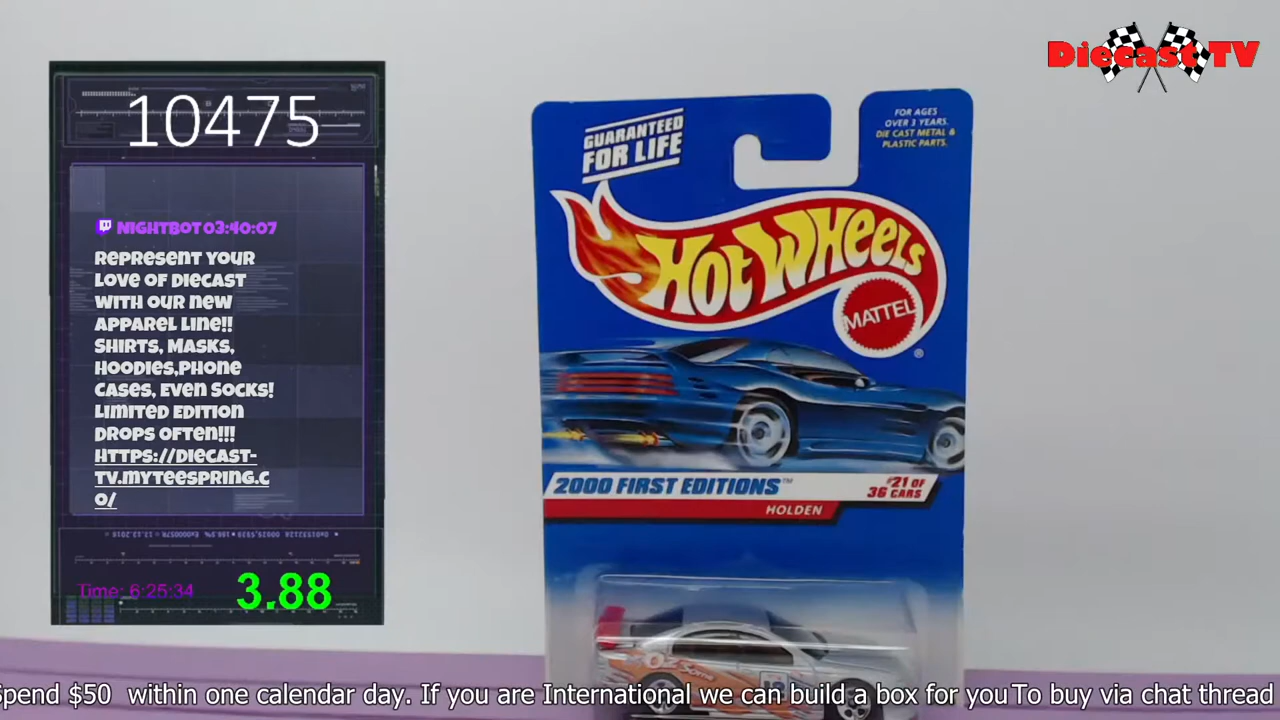 Diecast TV
10475
NIGHTBOT 03:40:07
Represent your
love of diecast
with our new
apparel line!!
Shirts, Masks,
Hoodies,Phone
Cases, Even Socks!
Limited Edition
Drops Often!!!
https://diecast-
tv.myteespring.c
o/
Time: 6:25:34
3.88
GUARANTEED
FOR LIFE
FOR AGES
OVER 3 YEARS.
DIE CAST METAL &
PLASTIC PARTS.
HOT WHEELS
MATTEL
®
2000 FIRST EDITIONS™
#21 OF
36 CARS
HOLDEN
OZ
Spend $50 within one calendar day. If you are International we can build a box for you To buy via chat thread